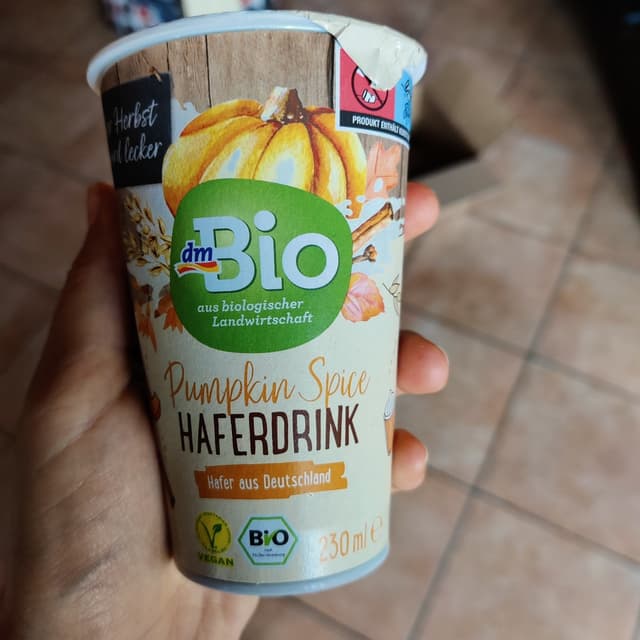 Herbst
lecker
PRODUKT ENTHÄLT
dm
Bio
aus biologischer
Landwirtschaft
Pumpkin Spice
HAFERDRINK
Hafer aus Deutschland
VEGAN
BIO
230 ml e